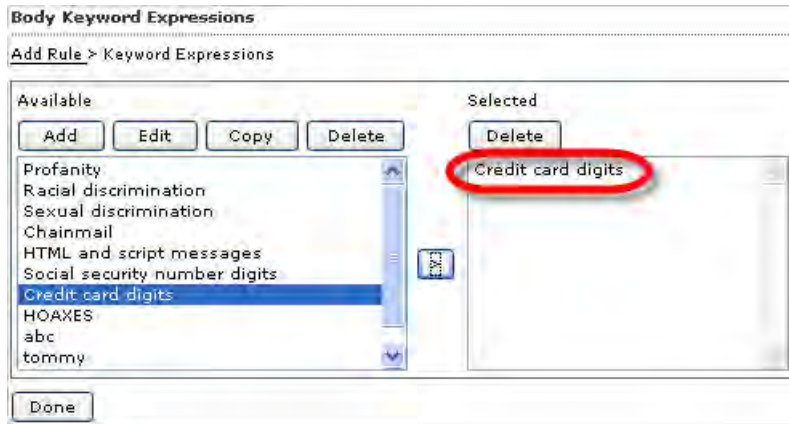 Body Keyword Expressions
Add Rule > Keyword Expressions
Available
Selected
Add Edit Copy Delete
Delete
Profanity
Racial discrimination
Sexual discrimination
Chainmail
HTML and script messages
Social security number digits
Credit card digits
HOAXES
abc
tommy
Credit card digits
Done